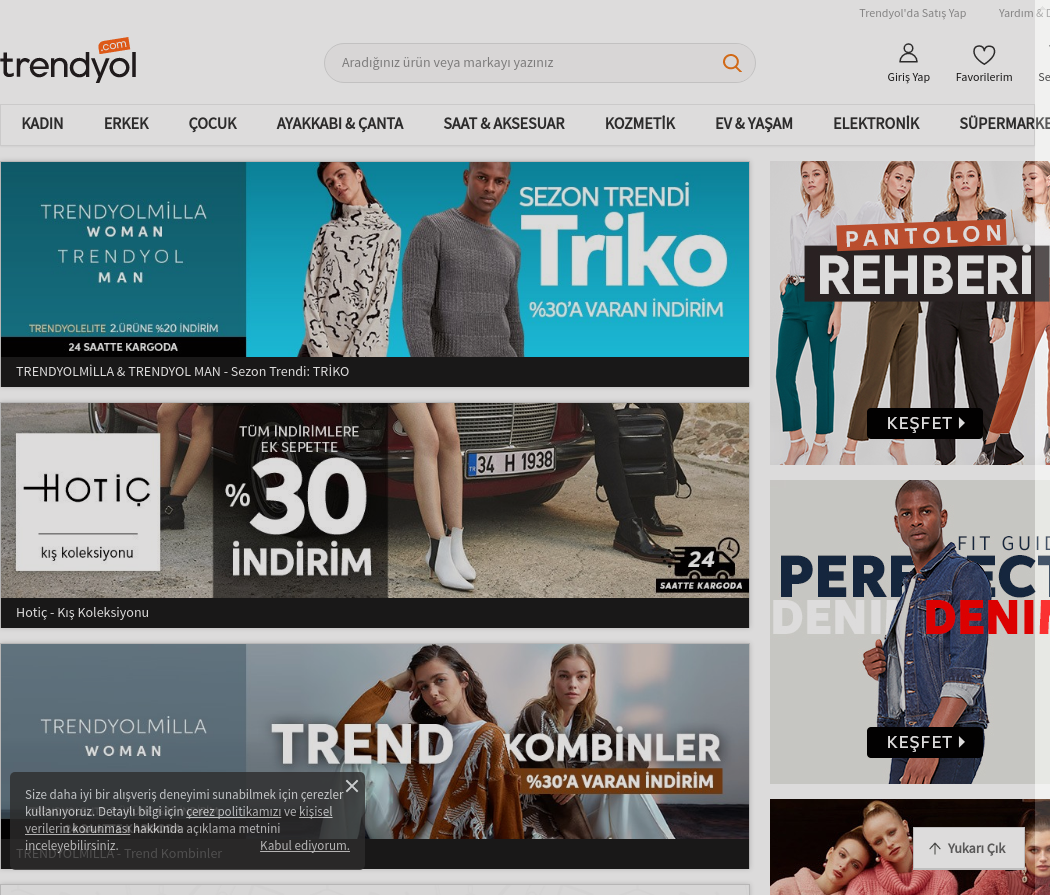 Trendyol'da Satış Yap
Yardım &
trendyol
.com
Aradığınız ürün veya markayı yazınız
Giriş Yap
Favorilerim
KADIN
ERKEK
ÇOCUK
AYAKKABI & ÇANTA
SAAT & AKSESUAR
KOZMETİK
EV & YAŞAM
ELEKTRONİK
SÜPERMARKE
TRENDYOLMİLLA
WOMAN
TRENDYOL
MAN
TRENDYOLELITE 2.ÜRÜNE %20 İNDİRİM
24 SAATTE KARGODA
SEZON TRENDİ
Triko
%30'A VARAN İNDİRİM
TRENDYOLMİLLA & TRENDYOL MAN - Sezon Trendi: TRİKO
HOTİÇ
kış koleksiyonu
TÜM İNDİRİMLERE
EK SEPETTE
%30
İNDİRİM
TR 34 H 1938
24
SAATTE KARGODA
Hotiç - Kış Koleksiyonu
TRENDYOLMİLLA
WOMAN
TREND KOMBİNLER
%30'A VARAN İNDİRİM
TRENDYOLMİLLA - Trend Kombinler
Size daha iyi bir alışveriş deneyimi sunabilmek için çerezler
kullanıyoruz. Detaylı bilgi için çerez politikamızı ve kişisel
verilerin korunması hakkında açıklama metnini
inceleyebilirsiniz.
Kabul ediyorum.
PANTOLON
REHBERİ
KEŞFET
FIT GUID
PERFECT
DENIM DENIM
KEŞFET
Yukarı Çık